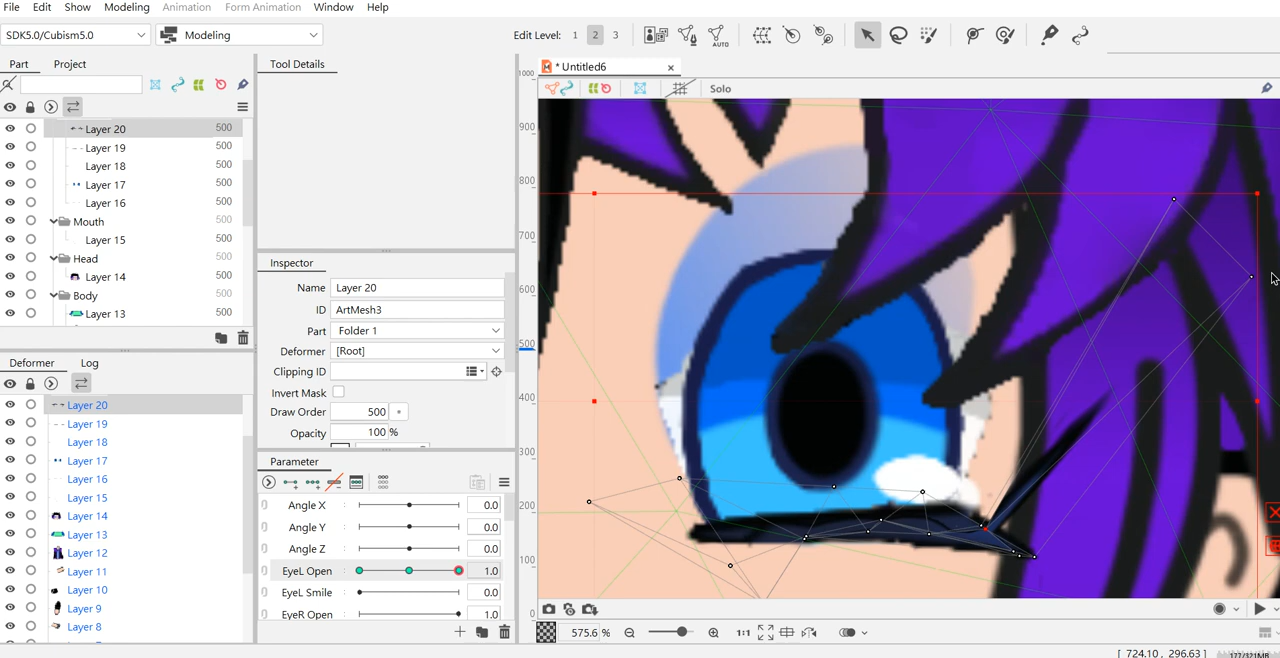 File Edit Show Modeling Animation Form Animation Window Help
SDK5.0/Cubism5.0 Modeling Edit Level: 1 2 3 AUTO
Part Project
Layer 20 500
Layer 19 500
Layer 18 500
Layer 17 500
Layer 16 500
Mouth 500
Layer 15 500
Head 500
Layer 14 500
Body 500
Layer 13 500
Deformer Log
Layer 20
Layer 19
Layer 18
Layer 17
Layer 16
Layer 15
Layer 14
Layer 13
Layer 12
Layer 11
Layer 10
Layer 9
Layer 8
Tool Details
Inspector
Name Layer 20
ID ArtMesh3
Part Folder 1
Deformer [Root]
Clipping ID
Invert Mask
Draw Order 500
Opacity 100 %
Parameter
Angle X 0.0
Angle Y 0.0
Angle Z 0.0
EyeL Open 1.0
EyeL Smile 0.0
EyeR Open 1.0
* Untitled6 x
Solo
1000
900
800
700
600
500
400
300
200
100
0
575.6 % 1:1
[ 724.10 , 296.63 ] 177/321MB